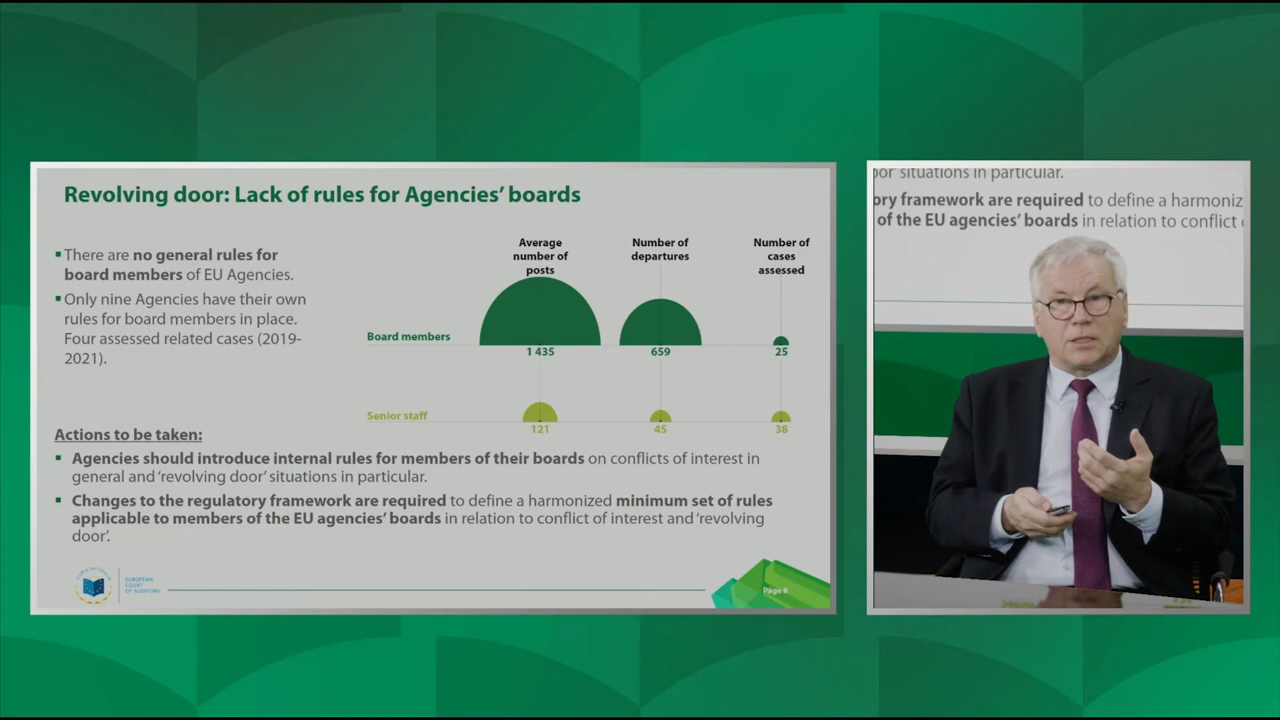 Revolving door: Lack of rules for Agencies’ boards
There are no general rules for
board members of EU Agencies.
Only nine Agencies have their own
rules for board members in place.
Four assessed related cases (2019-
2021).
Average
number of
posts
Number of
departures
Number of
cases
assessed
Board members
1 435
659
25
Senior staff
121
45
38
Actions to be taken:
Agencies should introduce internal rules for members of their boards on conflicts of interest in
general and ‘revolving door’ situations in particular.
Changes to the regulatory framework are required to define a harmonized minimum set of rules
applicable to members of the EU agencies’ boards in relation to conflict of interest and ‘revolving
door’.
EUROPEAN
COURT
OF AUDITORS
Page 8
oor’ situations in particular.
ory framework are required to define a harmoniz
of the EU agencies’ boards in relation to conflict